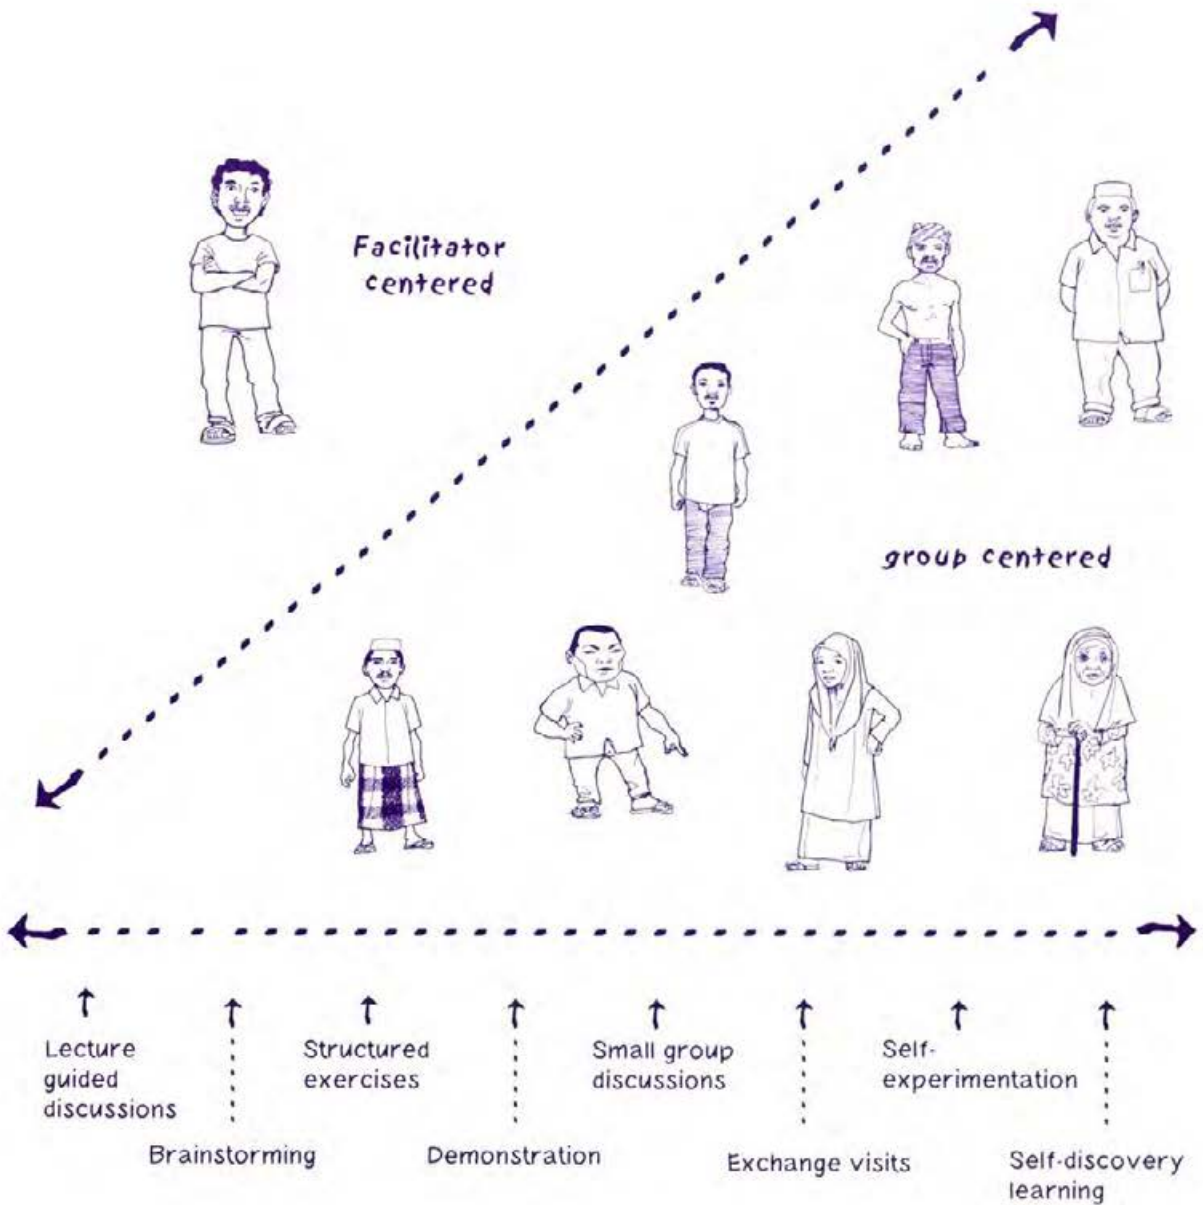 Facilitator
centered
group centered
Lecture
guided
discussions
Brainstorming
Structured
exercises
Demonstration
Small group
discussions
Exchange visits
Self-
experimentation
Self-discovery
learning